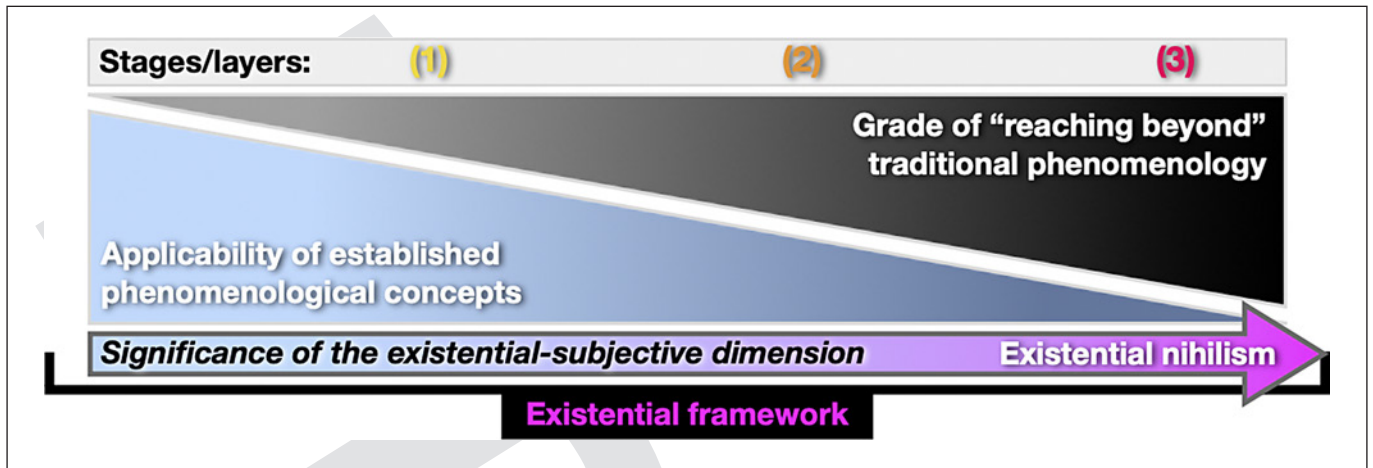 Stages/layers: (1) (2) (3)
Grade of “reaching beyond”
traditional phenomenology
Applicability of established
phenomenological concepts
Significance of the existential-subjective dimension Existential nihilism
Existential framework